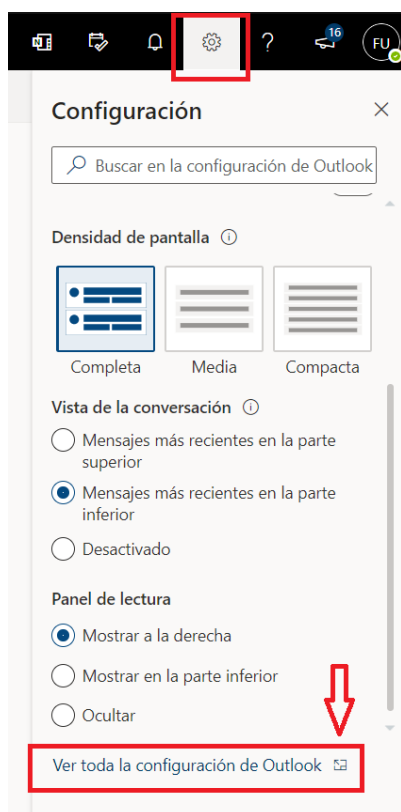 N
?
16
FU
Configuración
Buscar en la configuración de Outlook
Densidad de pantalla
Completa
Media
Compacta
Vista de la conversación
Mensajes más recientes en la parte
superior
Mensajes más recientes en la parte
inferior
Desactivado
Panel de lectura
Mostrar a la derecha
Mostrar en la parte inferior
Ocultar
Ver toda la configuración de Outlook